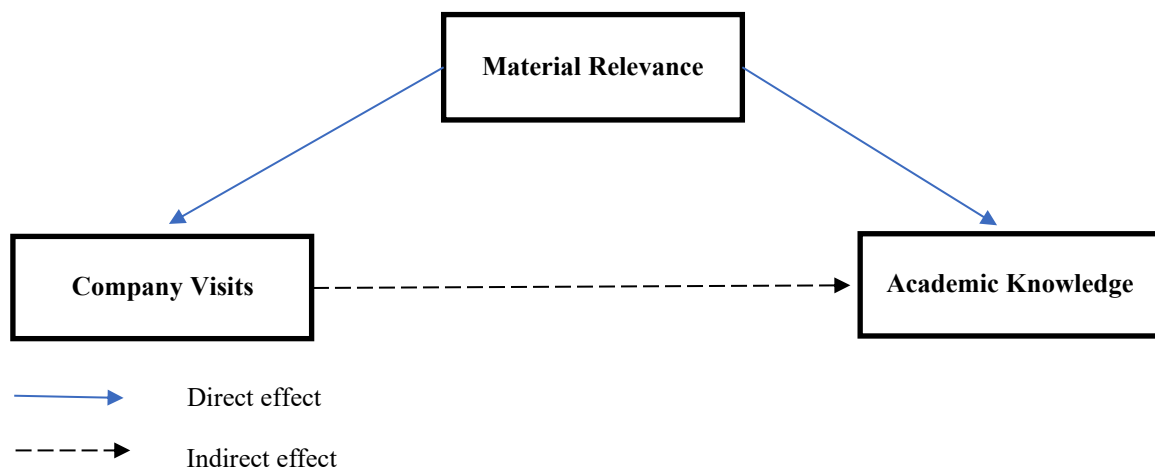 Material Relevance
Company Visits
Academic Knowledge
Direct effect
Indirect effect